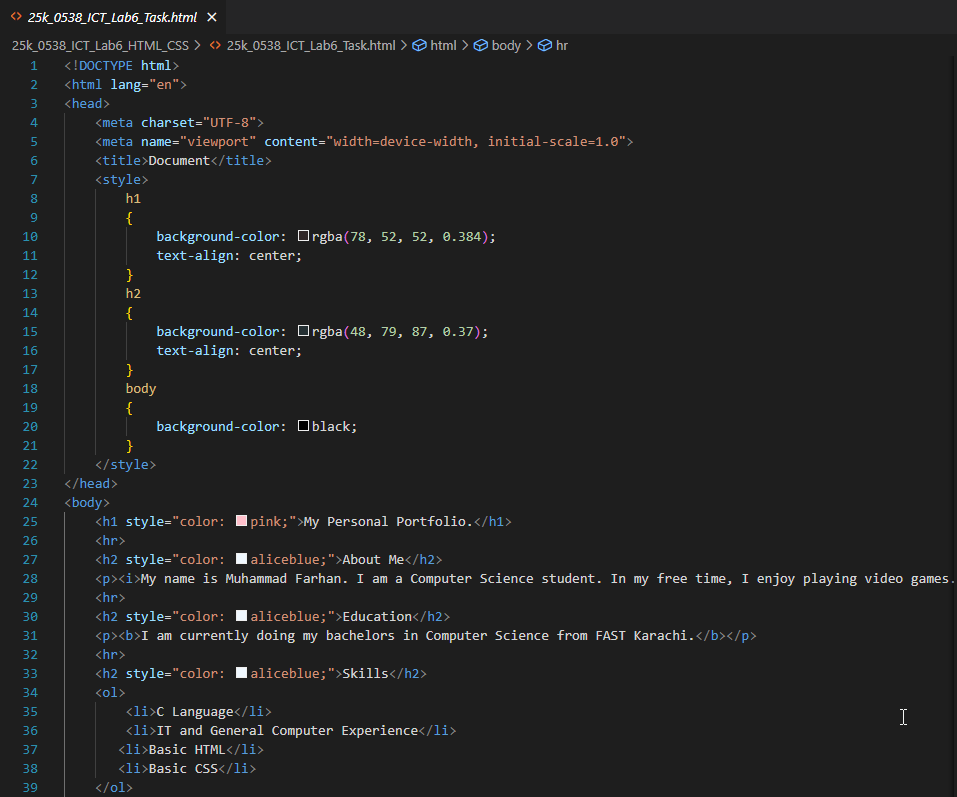 25k_0538_ICT_Lab6_Task.html
25k_0538_ICT_Lab6_HTML_CSS > 25k_0538_ICT_Lab6_Task.html > html > body > hr
1 <!DOCTYPE html>
2 <html lang="en">
3 <head>
4 <meta charset="UTF-8">
5 <meta name="viewport" content="width=device-width, initial-scale=1.0">
6 <title>Document</title>
7 <style>
8 h1
9 {
10 background-color: rgba(78, 52, 52, 0.384);
11 text-align: center;
12 }
13 h2
14 {
15 background-color: rgba(48, 79, 87, 0.37);
16 text-align: center;
17 }
18 body
19 {
20 background-color: black;
21 }
22 </style>
23 </head>
24 <body>
25 <h1 style="color: pink;">My Personal Portfolio.</h1>
26 <hr>
27 <h2 style="color: aliceblue;">About Me</h2>
28 <p><i>My name is Muhammad Farhan. I am a Computer Science student. In my free time, I enjoy playing video games.
29 <hr>
30 <h2 style="color: aliceblue;">Education</h2>
31 <p><b>I am currently doing my bachelors in Computer Science from FAST Karachi.</b></p>
32 <hr>
33 <h2 style="color: aliceblue;">Skills</h2>
34 <ol>
35 <li>C Language</li>
36 <li>IT and General Computer Experience</li>
37 <li>Basic HTML</li>
38 <li>Basic CSS</li>
39 </ol>